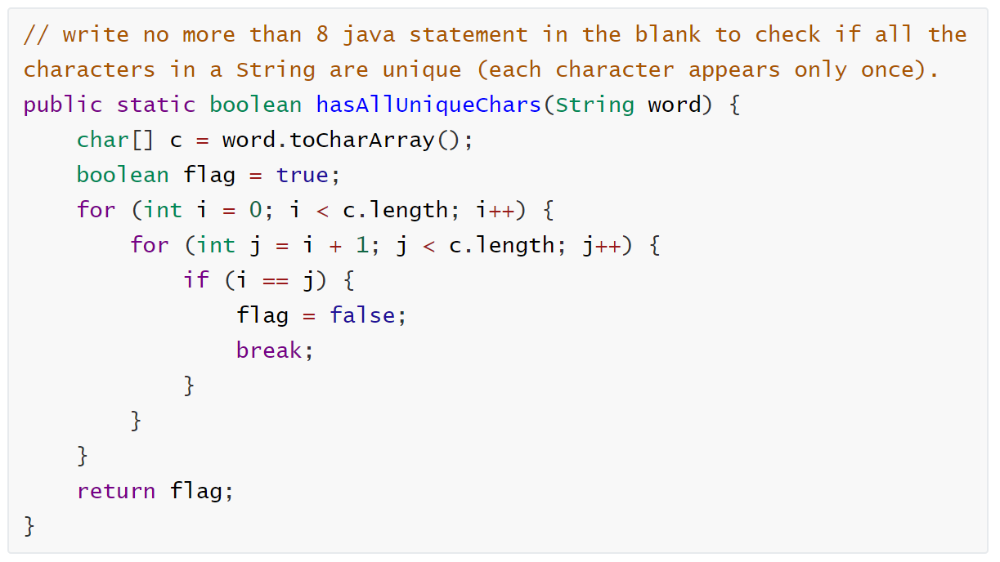 // write no more than 8 java statement in the blank to check if all the
characters in a String are unique (each character appears only once).
public static boolean hasAllUniqueChars(String word) {
    char[] c = word.toCharArray();
    boolean flag = true;
    for (int i = 0; i < c.length; i++) {
        for (int j = i + 1; j < c.length; j++) {
            if (i == j) {
                flag = false;
                break;
            }
        }
    }
    return flag;
}